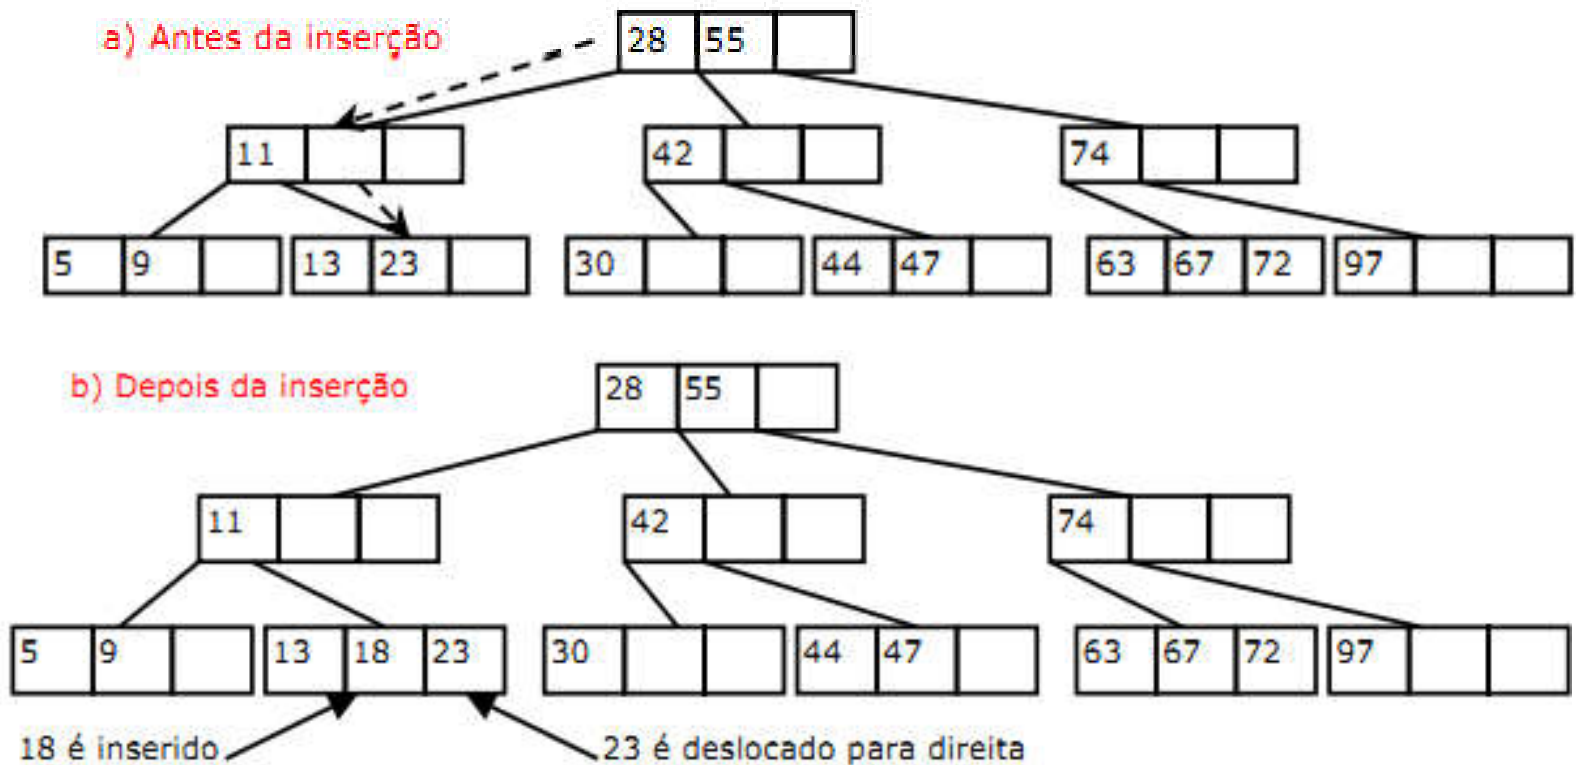 a) Antes da inserção
28 55
11 42 74
5 9 13 23 30 44 47 63 67 72 97
b) Depois da inserção
28 55
11 42 74
5 9 13 18 23 30 44 47 63 67 72 97
18 é inserido 23 é deslocado para direita